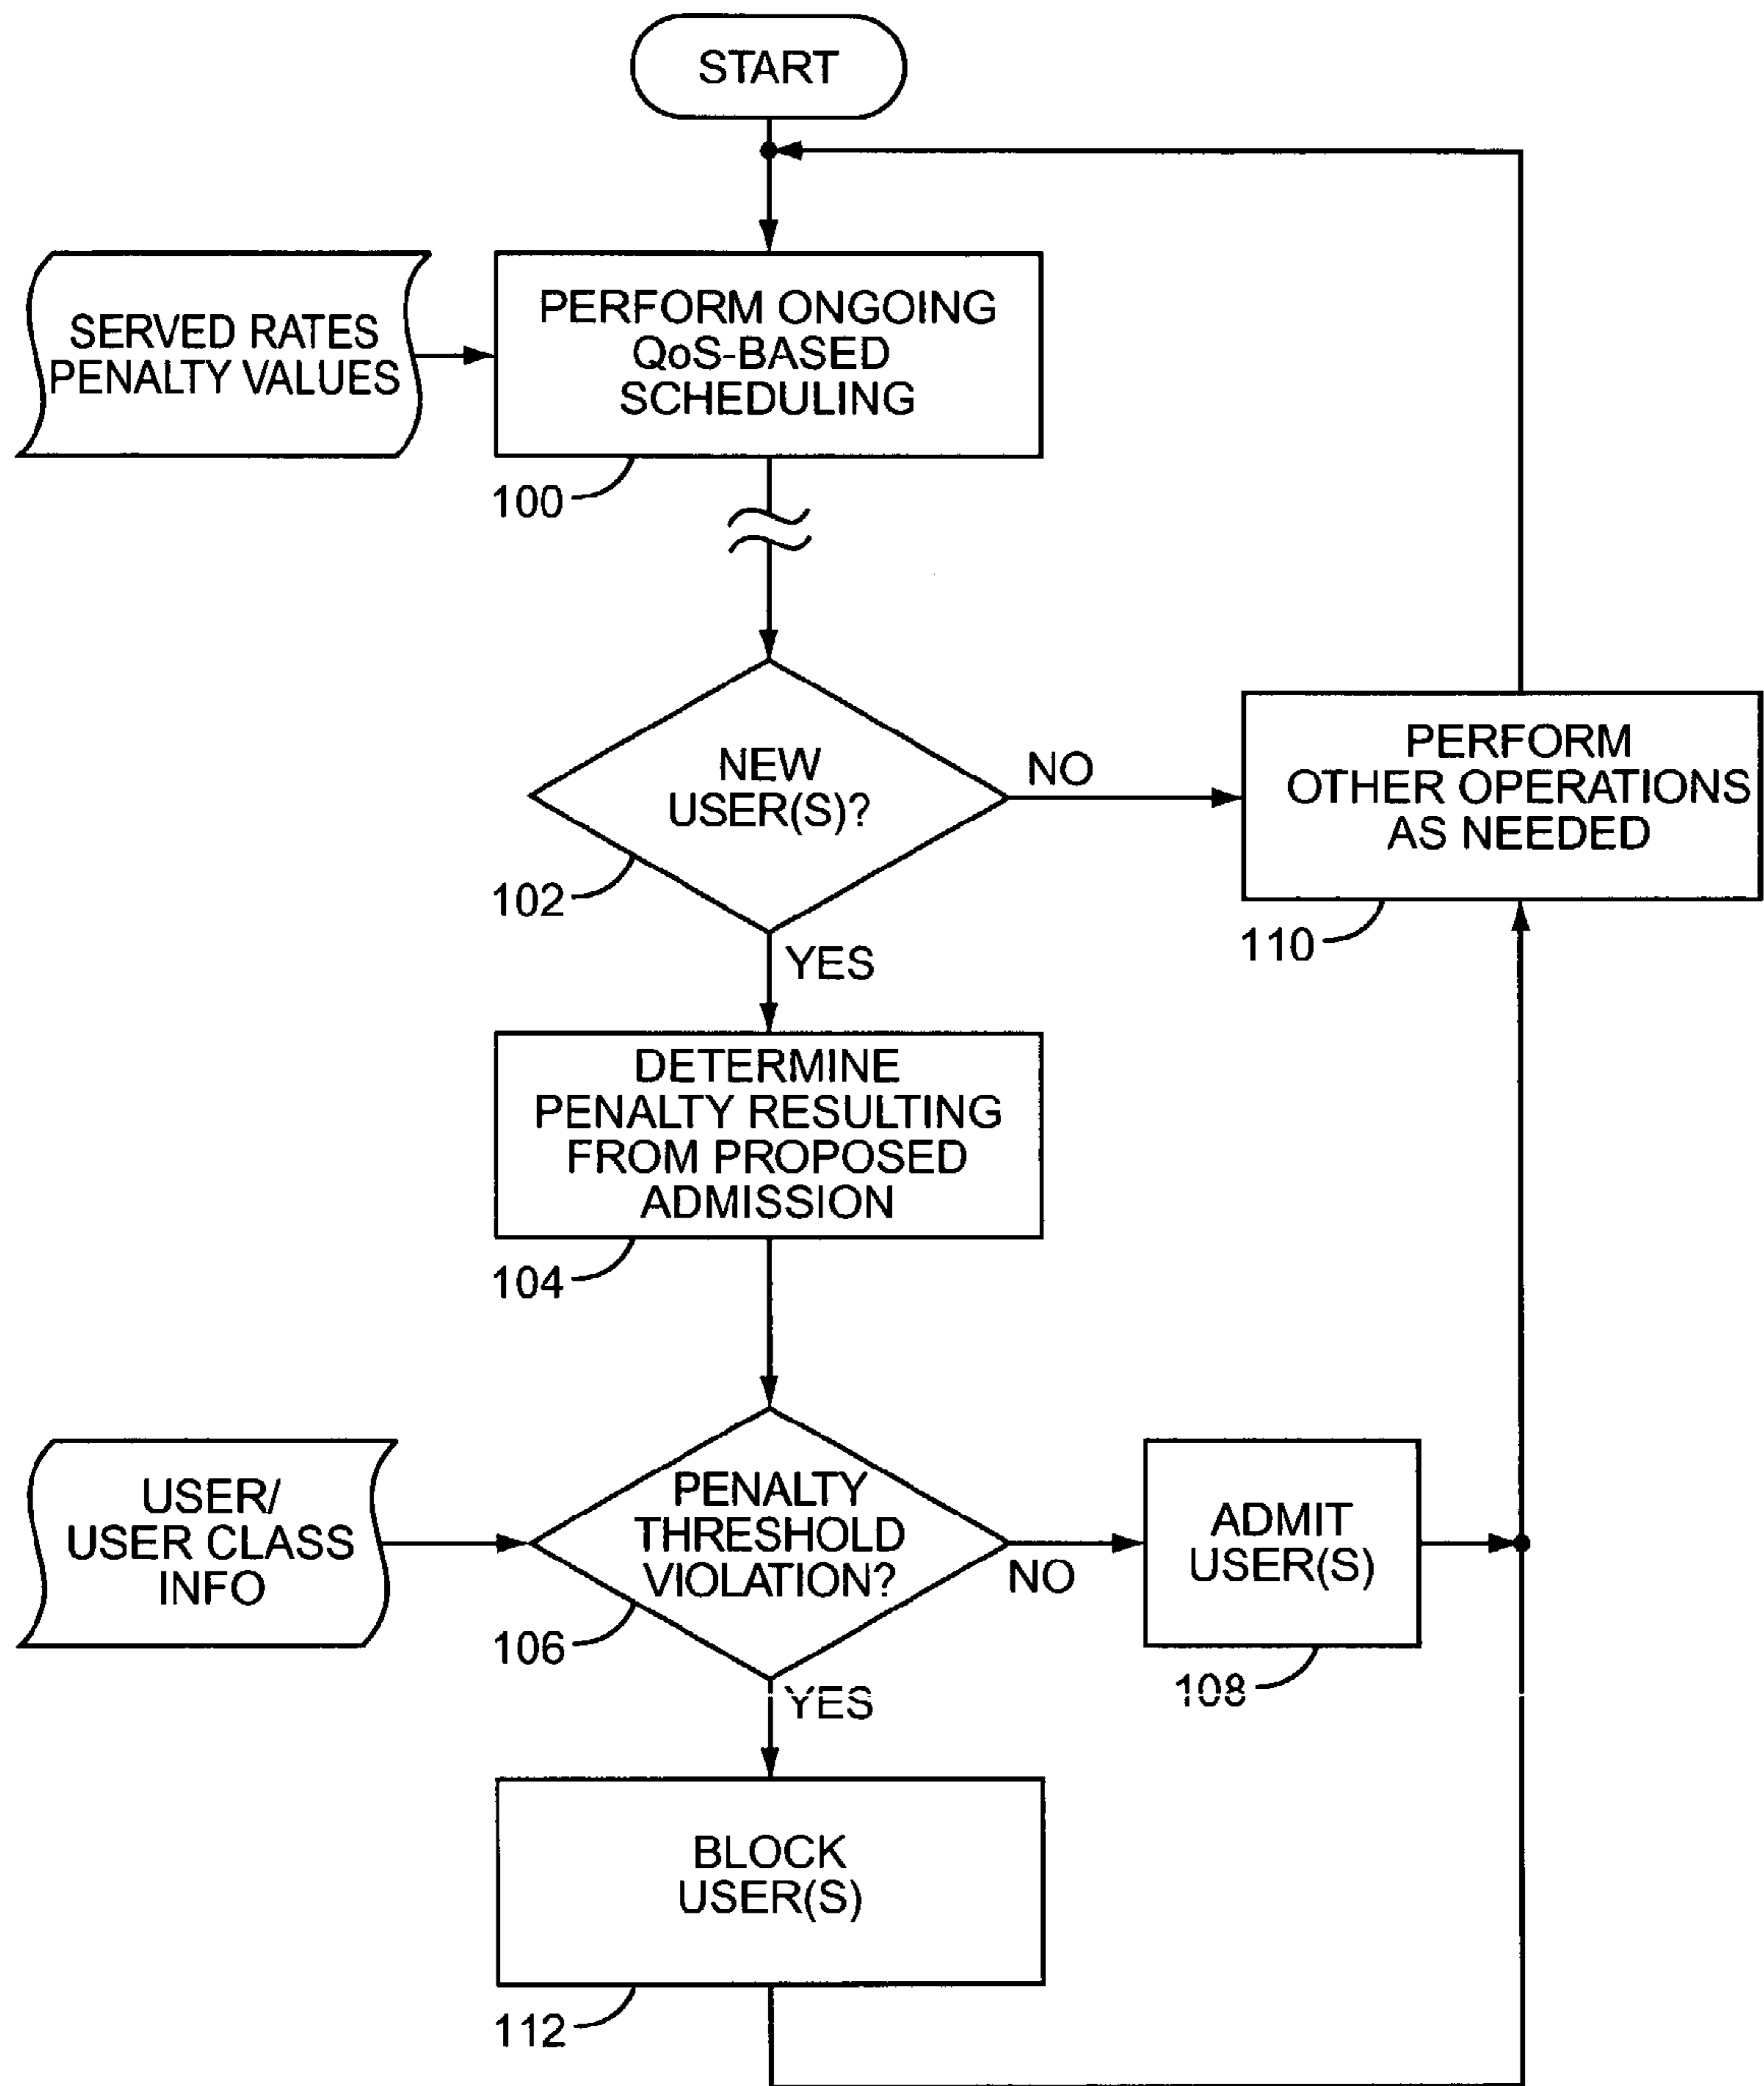 START
SERVED RATES
PENALTY VALUES
PERFORM ONGOING
QoS-BASED
SCHEDULING
100
NEW
USER(S)?
NO
102
YES
PERFORM
OTHER OPERATIONS
AS NEEDED
110
DETERMINE
PENALTY RESULTING
FROM PROPOSED
ADMISSION
104
USER/
USER CLASS
INFO
PENALTY
THRESHOLD
VIOLATION?
NO
106
YES
ADMIT
USER(S)
108
BLOCK
USER(S)
112